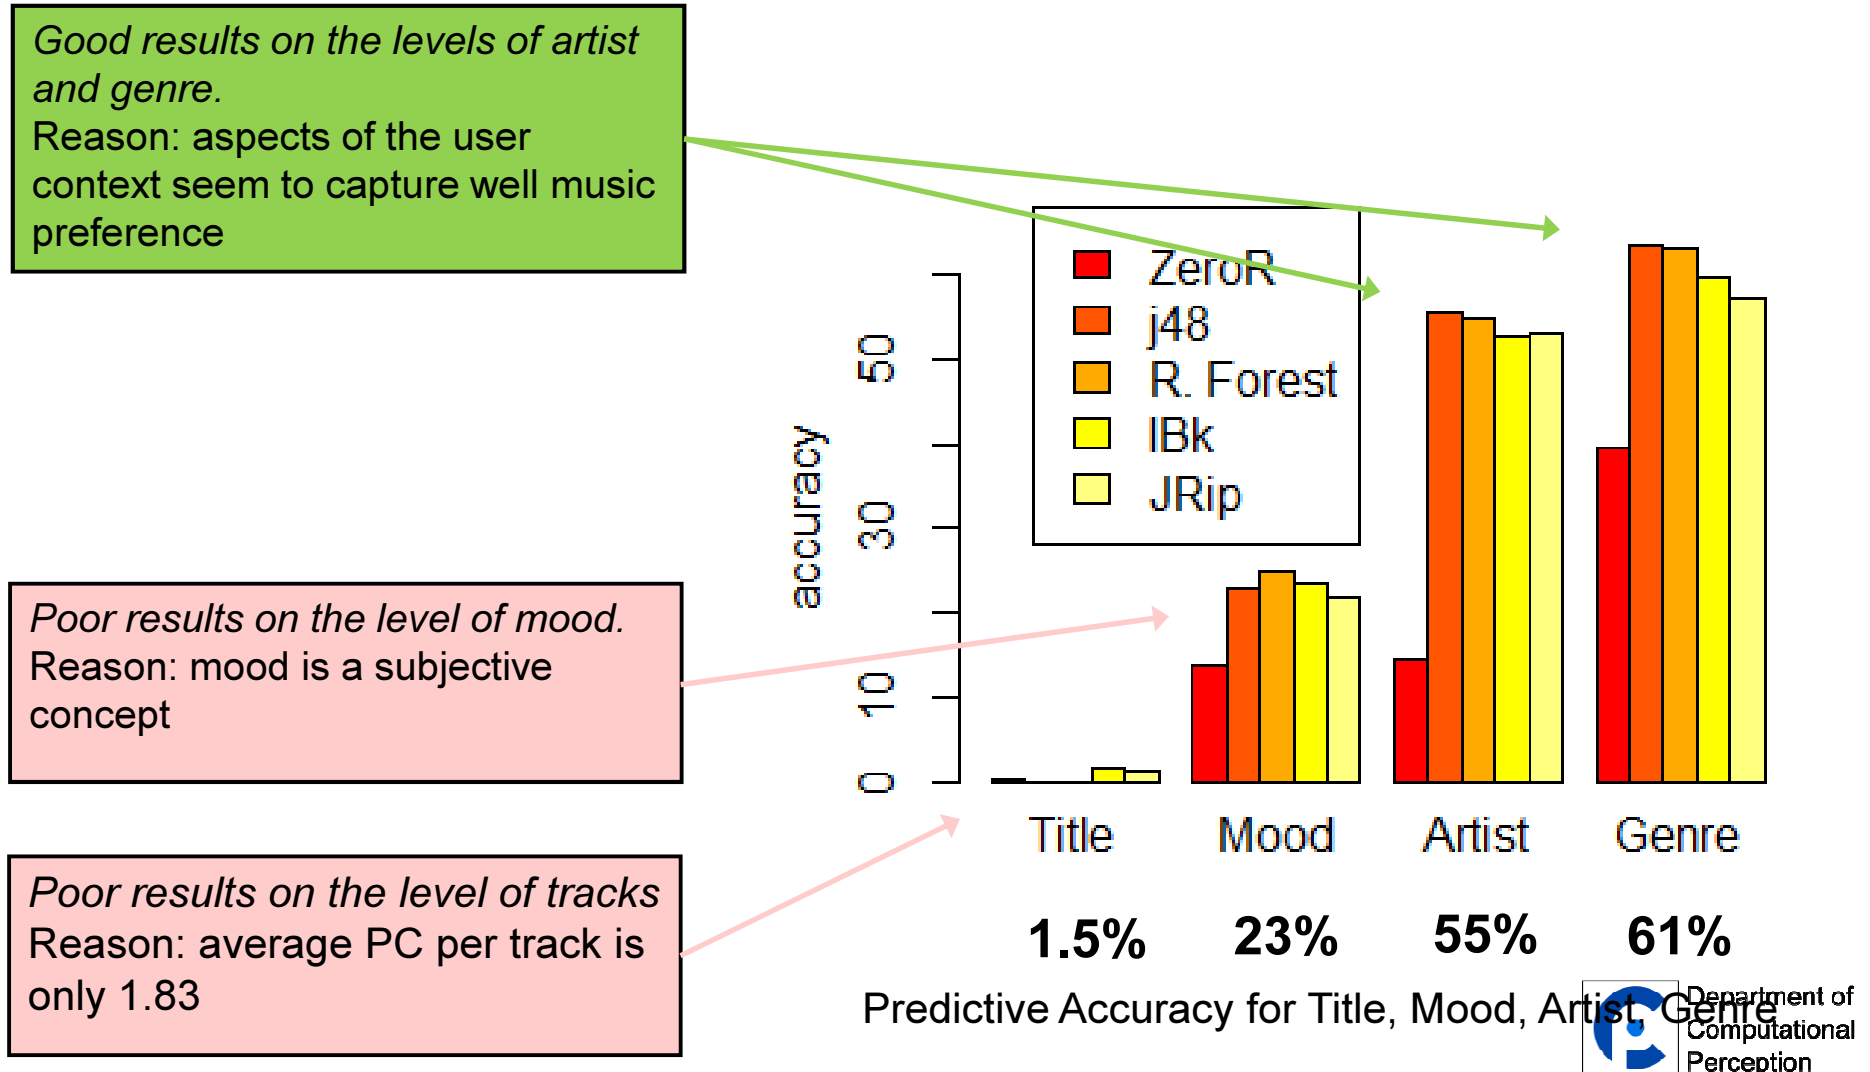 Good results on the levels of artist
and genre.
Reason: aspects of the user
context seem to capture well music
preference
Poor results on the level of mood.
Reason: mood is a subjective
concept
Poor results on the level of tracks
Reason: average PC per track is
only 1.83
accuracy
50
30
10
0
ZeroR
j48
R. Forest
IBk
JRip
Title Mood Artist Genre
1.5% 23% 55% 61%
Predictive Accuracy for Title, Mood, Artist, Genre
Department of
Computational
Perception